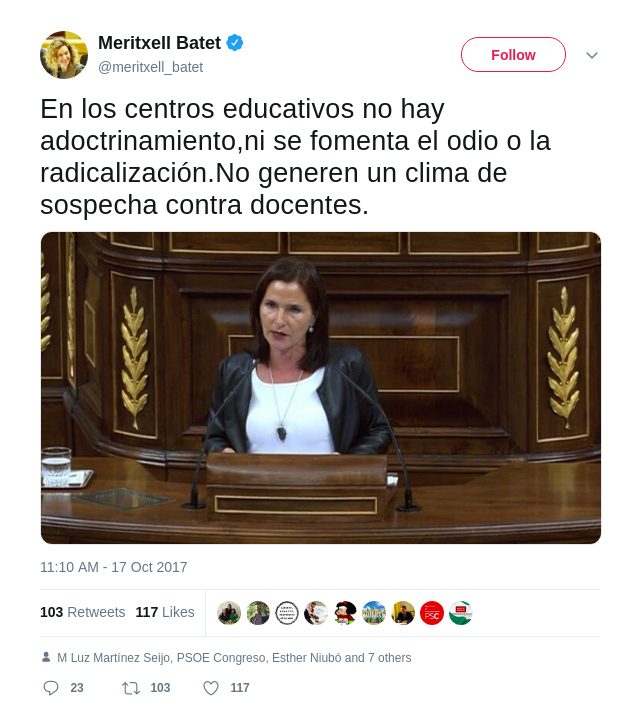 Meritxell Batet
@meritxell_batet
Follow
En los centros educativos no hay
adoctrinamiento,ni se fomenta el odio o la
radicalización.No generen un clima de
sospecha contra docentes.
11:10 AM - 17 Oct 2017
103 Retweets 117 Likes
PSC
M Luz Martínez Seijo, PSOE Congreso, Esther Niubó and 7 others
23 103 117